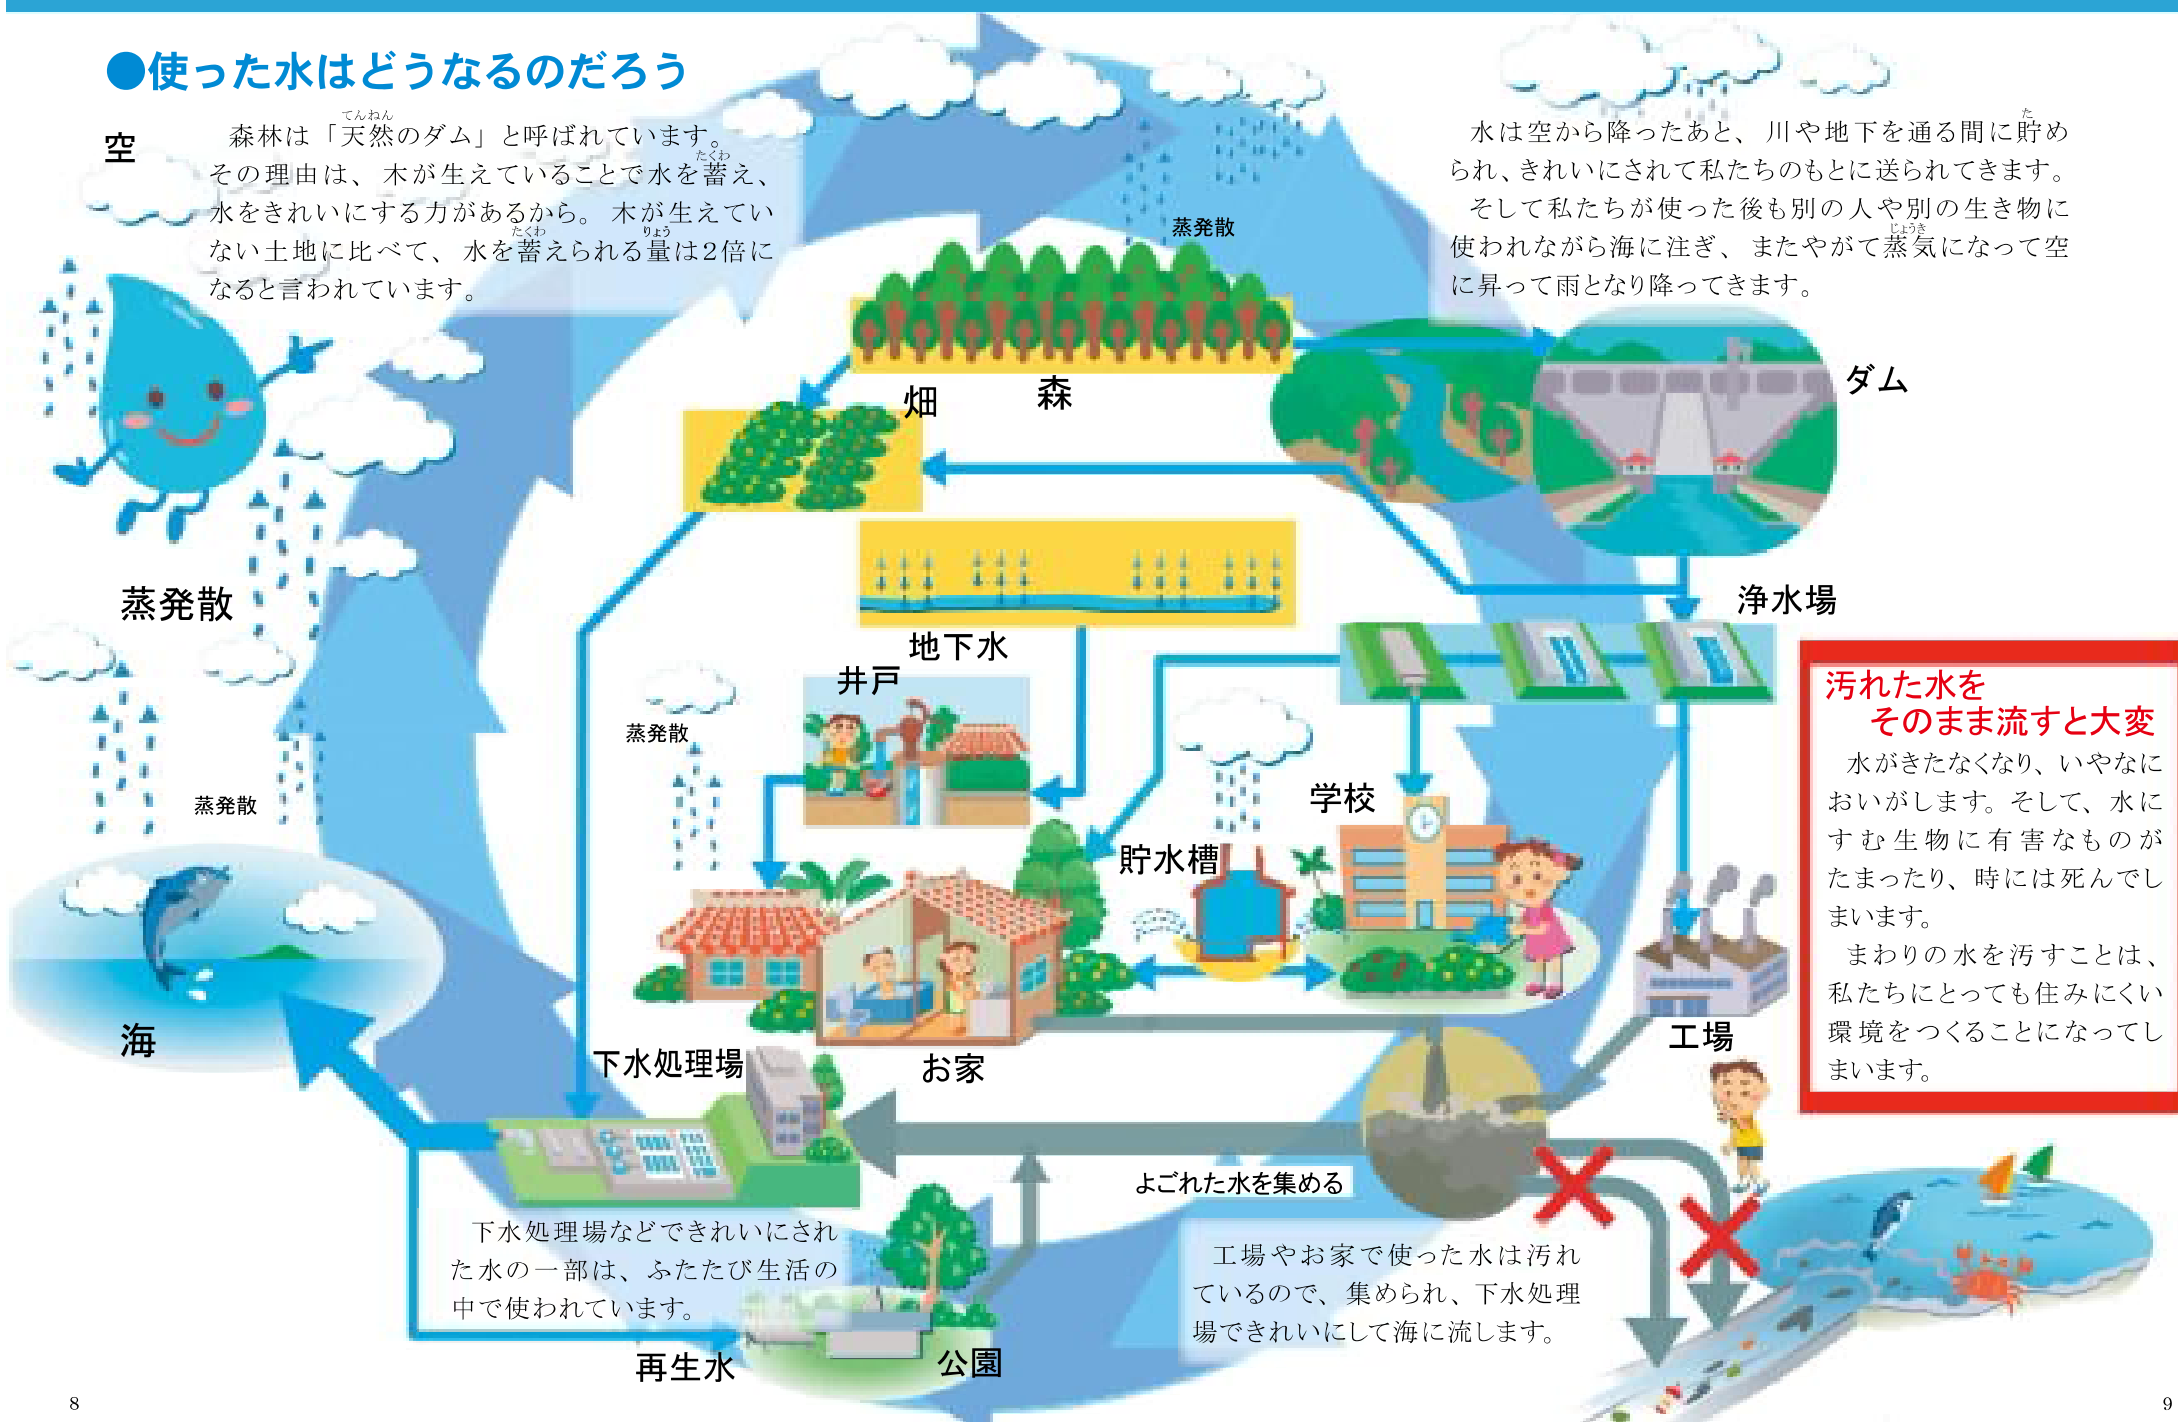 ●使った水はどうなるのだろう
空
てんねん
森林は「天然のダム」と呼ばれています。
たくわ
その理由は、木が生えていることで水を蓄え、
水をきれいにする力があるから。木が生えてい
たくわ りょう
ない土地に比べて、水を蓄えられる量は2倍に
なると言われています。
た
水は空から降ったあと、川や地下を通る間に貯め
られ、きれいにされて私たちのもとに送られてきます。
そして私たちが使った後も別の人や別の生き物に
じょうき
使われながら海に注ぎ、またやがて蒸気になって空
に昇って雨となり降ってきます。
蒸発散
畑
森
ダム
蒸発散
浄水場
地下水
井戸
蒸発散
蒸発散
学校
貯水槽
汚れた水を
そのまま流すと大変
水がきたなくなり、いやなに
おいがします。そして、水に
すむ生物に有害なものが
たまったり、時には死んでし
まいます。
まわりの水を汚すことは、
私たちにとっても住みにくい
環境をつくることになってし
まいます。
海
下水処理場
お家
工場
よごれた水を集める
下水処理場などできれいにされ
た水の一部は、ふたたび生活の
中で使われています。
工場やお家で使った水は汚れ
ているので、集められ、下水処理
場できれいにして海に流します。
再生水
公園
8
9